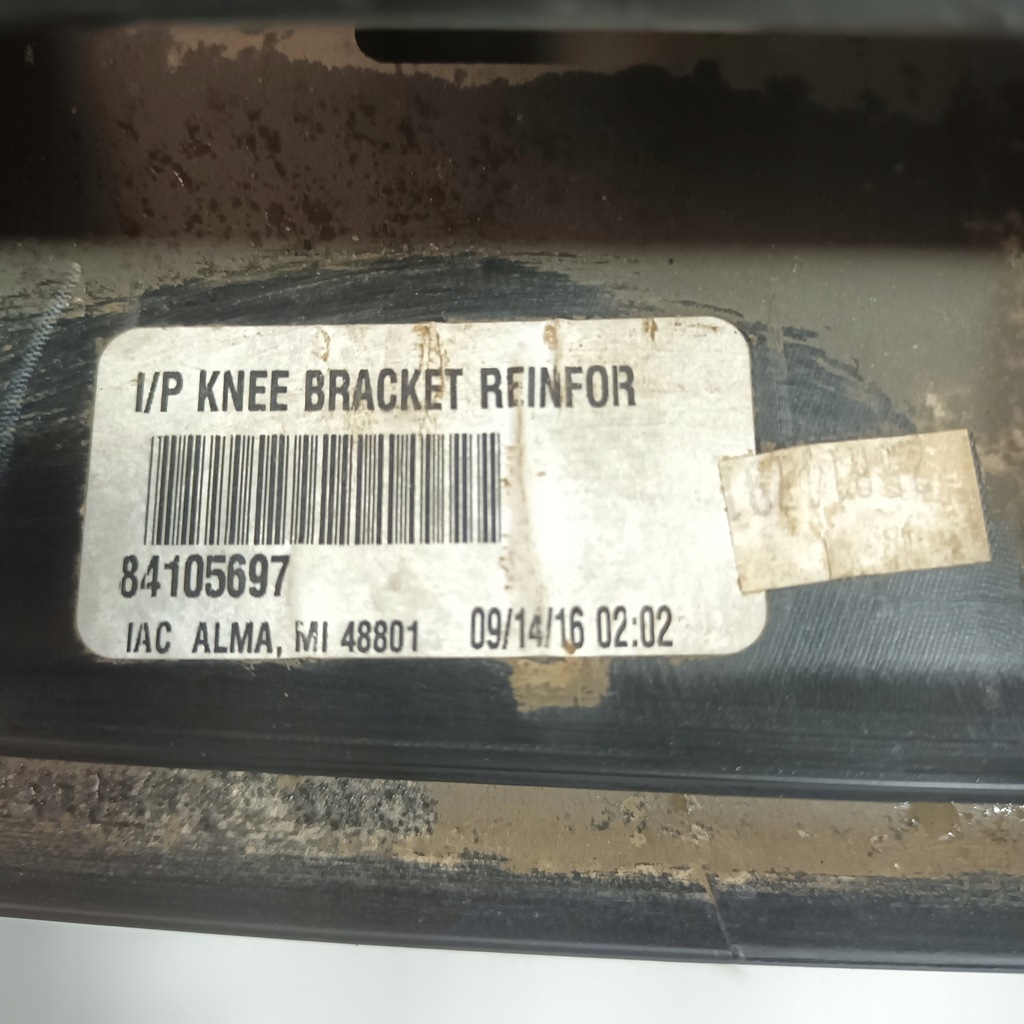 I/P KNEE BRACKET REINFOR
84105697
IAC ALMA, MI 48801 09/14/16 02:02